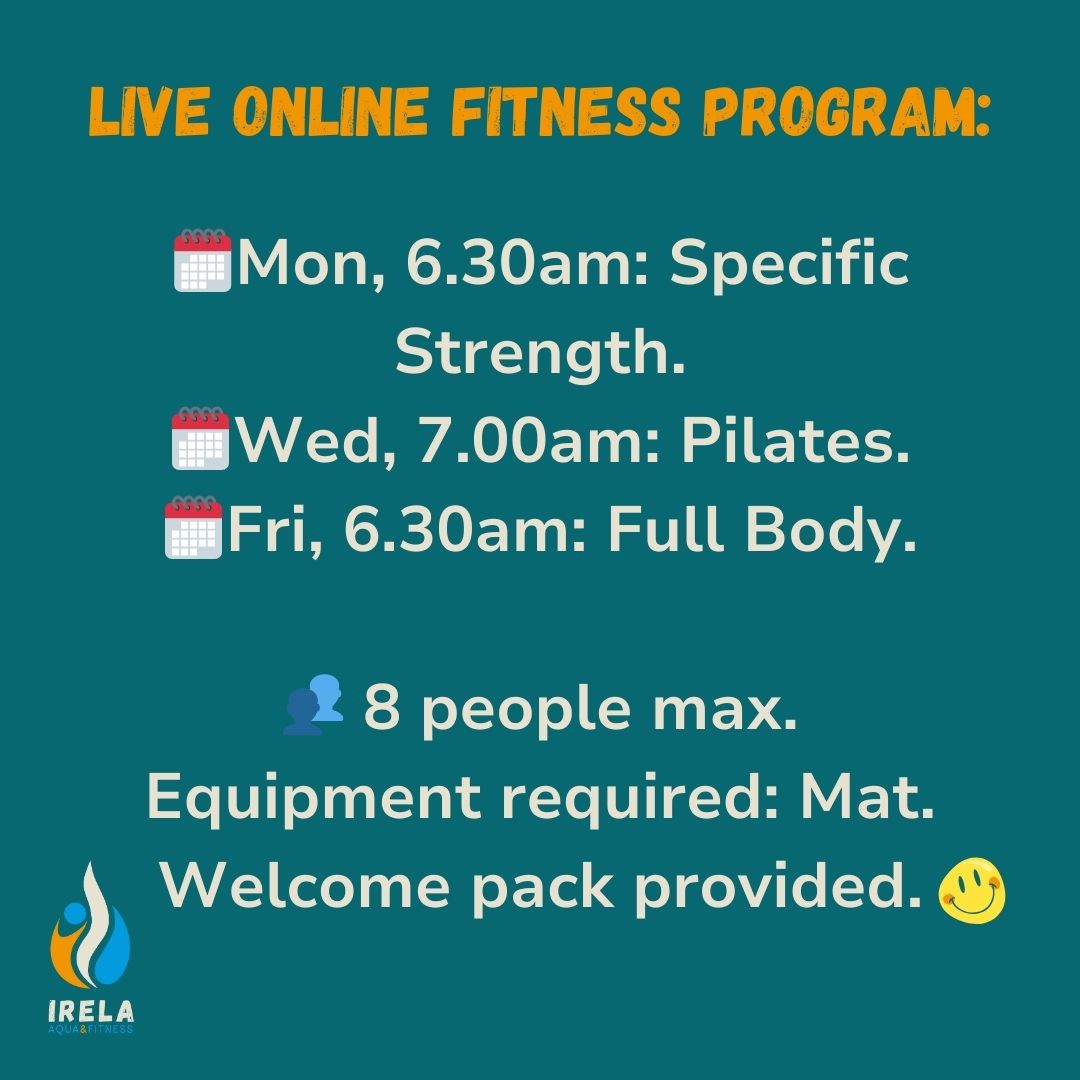 LIVE ONLINE FITNESS PROGRAM:
Mon, 6.30am: Specific
Strength.
Wed, 7.00am: Pilates.
Fri, 6.30am: Full Body.
8 people max.
Equipment required: Mat.
Welcome pack provided.
IRELA
AQUA&FITNESS